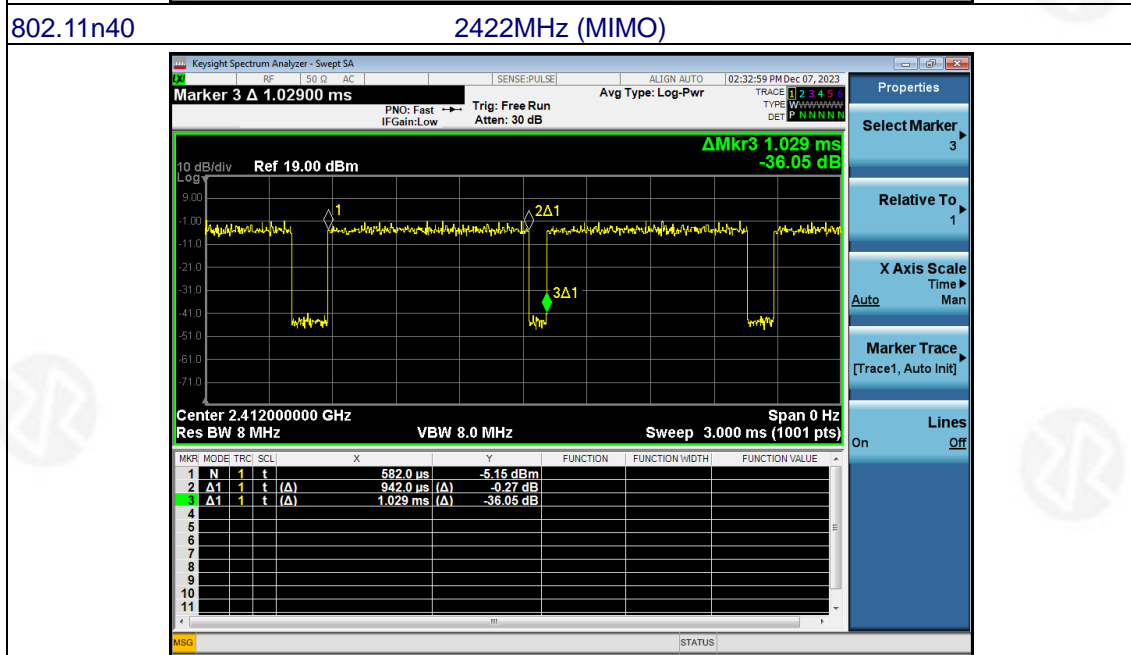 802.11n40 2422MHz (MIMO)
Keysight Spectrum Analyzer - Swept SA
RF 50 Ω AC SENSE:PULSE ALIGN AUTO 02:32:59 PM Dec 07, 2023
Marker 3 Δ 1.02900 ms
PNO: Fast
IFGain:Low
Trig: Free Run
Atten: 30 dB
Avg Type: Log-Pwr
TRACE 1 2 3 4 5 6
TYPE WWWWWWW
DET P N N N N N
ΔMkr3 1.029 ms
-36.05 dB
10 dB/div Ref 19.00 dBm
Log
9.00
-1.00
-11.0
-21.0
-31.0
-41.0
-51.0
-61.0
-71.0
1
2Δ1
3Δ1
Center 2.412000000 GHz Span 0 Hz
Res BW 8 MHz VBW 8.0 MHz Sweep 3.000 ms (1001 pts)
MKR MODE TRC SCL X Y FUNCTION FUNCTION WIDTH FUNCTION VALUE
1 N 1 t 582.0 µs -5.15 dBm
2 Δ1 1 t (Δ) 942.0 µs (Δ) -0.27 dB
3 Δ1 1 t (Δ) 1.029 ms (Δ) -36.05 dB
4
5
6
7
8
9
10
11
MSG STATUS
Properties
Select Marker
3
Relative To
1
X Axis Scale
Time
Auto Man
Marker Trace
[Trace1, Auto Init]
Lines
On Off